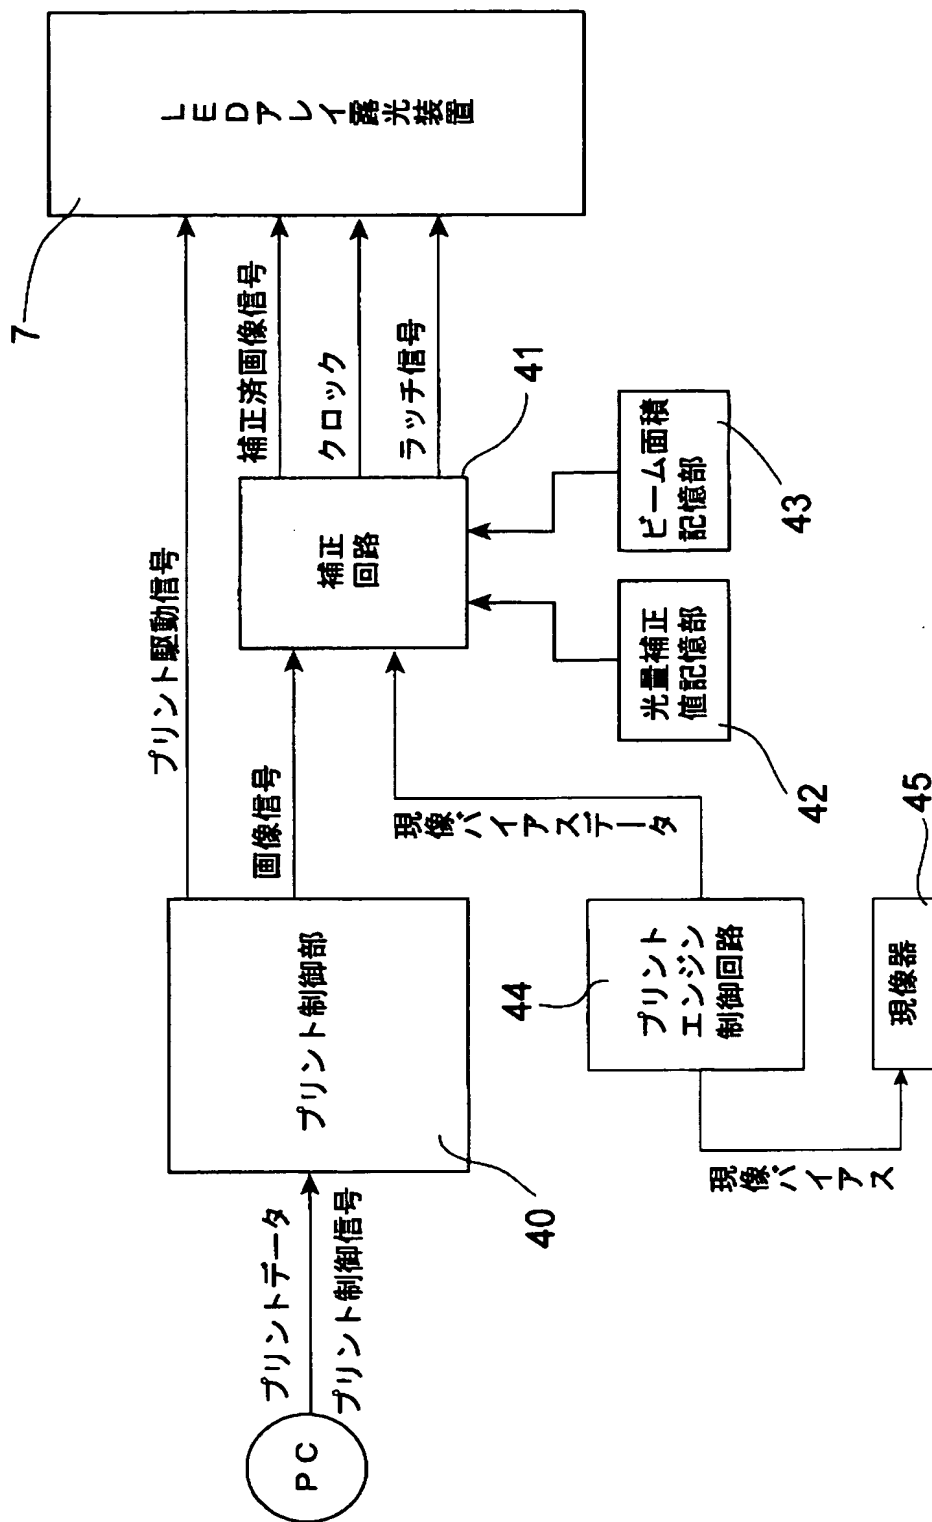 PC
プリントデータ
プリント制御信号
プリント制御部
40
プリント駆動信号
画像信号
補正
回路
41
補正済画像信号
クロック
ラッチ信号
LEDアレイ露光装置
7
光量補正
値記憶部
42
ビーム面積
記憶部
43
現像バイアスデータ
プリント
エンジン
制御回路
44
現像バイアス
現像器
45